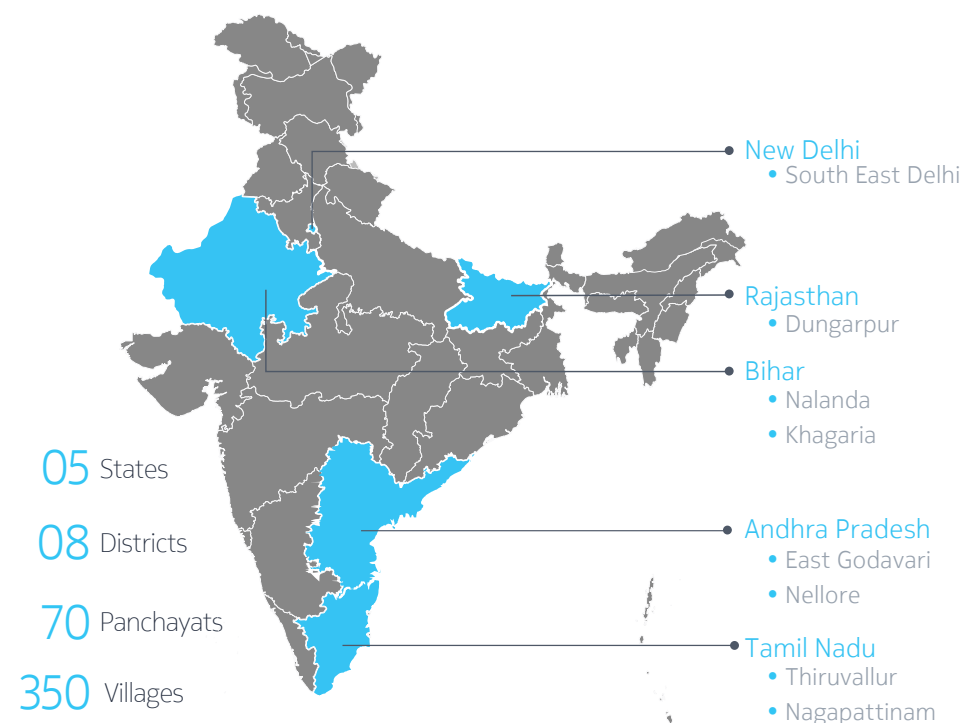 New Delhi
• South East Delhi
Rajasthan
• Dungarpur
Bihar
• Nalanda
• Khagaria
05 States
08 Districts
70 Panchayats
350 Villages
Andhra Pradesh
• East Godavari
• Nellore
Tamil Nadu
• Thiruvallur
• Nagapattinam